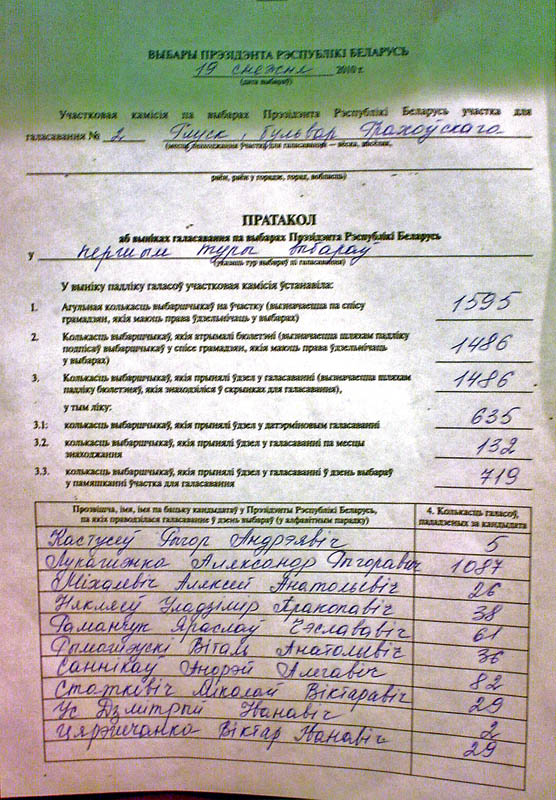 ВЫБАРЫ ПРЭЗІДЭНТА РЭСПУБЛІКІ БЕЛАРУСЬ
19 снежня 2010 г.
(дата выбараў)
Участковая камісія па выбарах Прэзідэнта Рэспублікі Беларусь участка для
галасавання № 2, Глуск, бульвар
(месца знаходжання ўчастка для галасавання – вёска, пасёлак,
раён, раён у горадзе, горад, вобласць)
ПРАТАКОЛ
аб выніках галасавання па выбарах Прэзідэнта Рэспублікі Беларусь
у першым туры выбараў
(указаць тур выбараў ці галасавання)
У выніку падліку галасоў участковая камісія ўстанавіла:
1. Агульная колькасць выбаршчыкаў на ўчастку (вызначаецца па спісу 1595
грамадзян, якія маюць права ўдзельнічаць у выбарах)
2. Колькасць выбаршчыкаў, якія атрымалі бюлетэні (вызначаецца шляхам падліку 1486
подпісаў выбаршчыкаў у спісе грамадзян, якія маюць права ўдзельнічаць
у выбарах)
3. Колькасць выбаршчыкаў, якія прынялі ўдзел у галасаванні (вызначаецца шляхам 1486
падліку бюлетэняў, якія знаходзіліся ў скрынках для галасавання),
у тым ліку:
3.1: колькасць выбаршчыкаў, якія прынялі ўдзел у датэрміновым галасаванні 635
3.2. колькасць выбаршчыкаў, якія прынялі ўдзел у галасаванні па месцы 132
знаходжання
3.3. колькасць выбаршчыкаў, якія прынялі ўдзел у галасаванні ў дзень выбараў 719
у памяшканні ўчастка для галасавання
Прозвішча, імя, імя па бацьку кандыдатаў у Прэзідэнты Рэспублікі Беларусь, 4. Колькасць галасоў,
па якіх праводзілася галасаванне ў дзень выбараў (у алфавітным парадку) пададзеных за кандыдата
Кастусеў Рыгор Андрэявіч 5
Лукашэнка Аляксандр Рыгоравіч 1087
Міхалевіч Аляксей Анатольевіч 26
Някляеў Уладзімір Пракопавіч 38
Раманчук Яраслаў Чэслававіч 61
Рымашэўскі Віталь Анатольевіч 36
Саннікаў Андрэй Алегавіч 82
Статкевіч Мікалай Віктаравіч 29
Ус Дзмітрый Іванавіч 2
Цярэшчанка Віктар Іванавіч 29